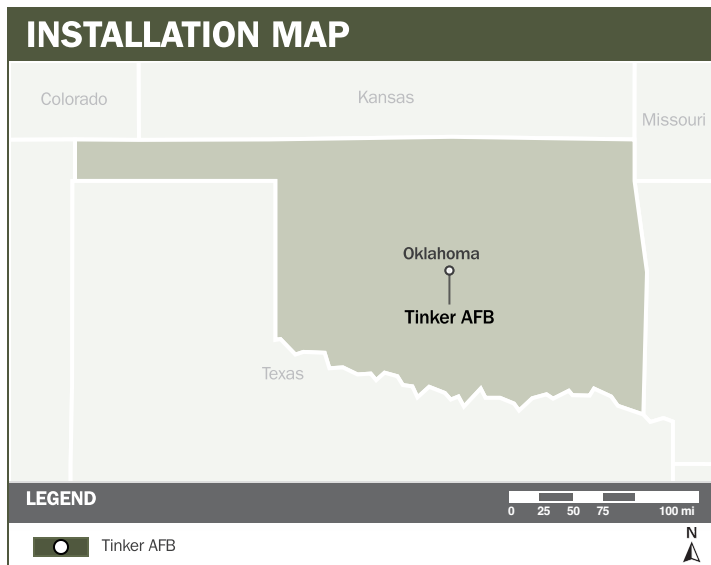 INSTALLATION MAP
Colorado
Kansas
Missouri
Oklahoma
Tinker AFB
Texas
LEGEND
0 25 50 75 100 mi
Tinker AFB
N